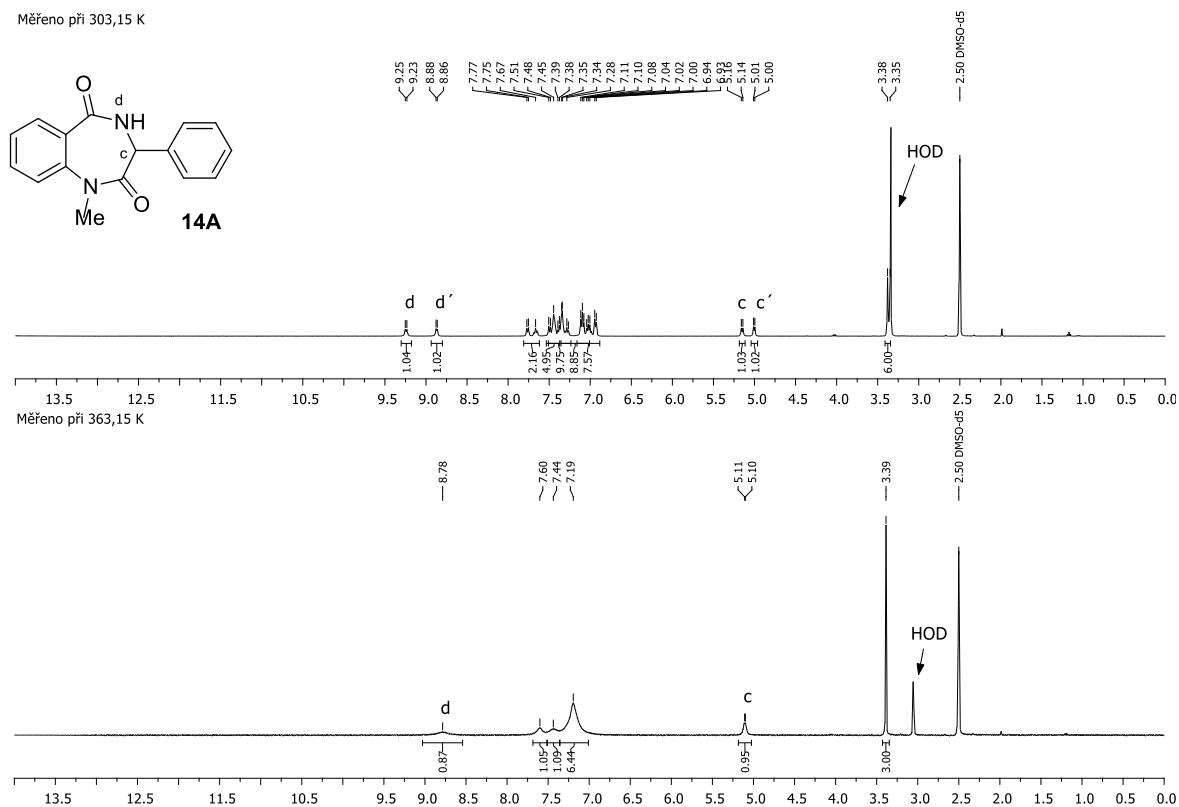 Měřeno při 303,15 K
9.25 9.23 8.88 8.86 7.77 7.75 7.67 7.51 7.48 7.45 7.39 7.38 7.35 7.34 7.28 7.11 7.10 7.08 7.04 7.02 7.00 6.94 6.93 5.16 5.14 5.01 5.00 3.38 3.35 2.50 DMSO-d5
O
d
NH
c
N
O
Me
14A
HOD
d d´ c c´
1.04 1.02 2.16 4.95 9.75 8.85 7.57 1.03 1.02 6.00
13.5 12.5 11.5 10.5 9.5 9.0 8.5 8.0 7.5 7.0 6.5 6.0 5.5 5.0 4.5 4.0 3.5 3.0 2.5 2.0 1.5 1.0 0.5 0.0
Měřeno při 363,15 K
8.78 7.60 7.44 7.19 5.11 5.10 3.39 2.50 DMSO-d5
HOD
d c
0.87 1.05 1.09 6.44 0.95 3.00
13.5 12.5 11.5 10.5 9.5 9.0 8.5 8.0 7.5 7.0 6.5 6.0 5.5 5.0 4.5 4.0 3.5 3.0 2.5 2.0 1.5 1.0 0.5 0.0